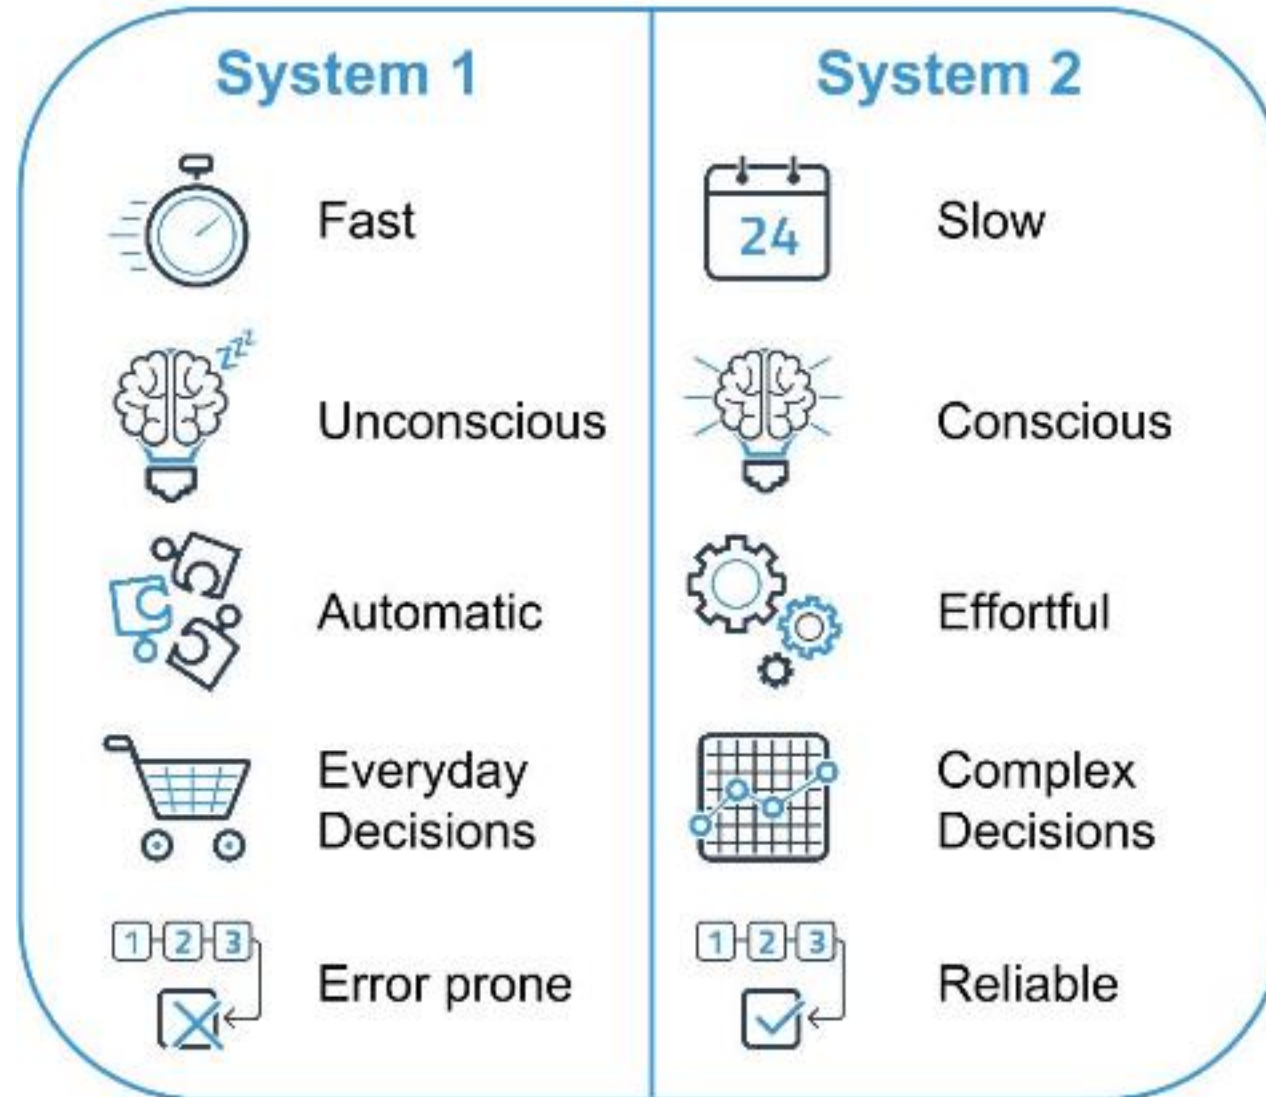 System 1
Fast
zzz
Unconscious
Automatic
Everyday
Decisions
1 2 3
Error prone
System 2
24
Slow
Conscious
Effortful
Complex
Decisions
1 2 3
Reliable